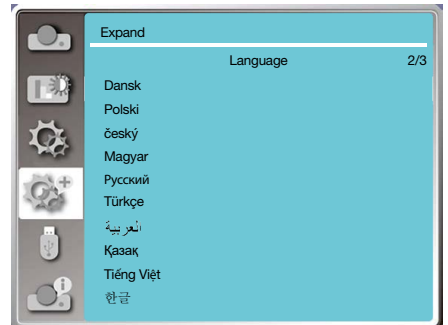 Expand
Language 2/3
Dansk
Polski
český
Magyar
Русский
Türkçe
العربية
Қазақ
Tiếng Việt
한글